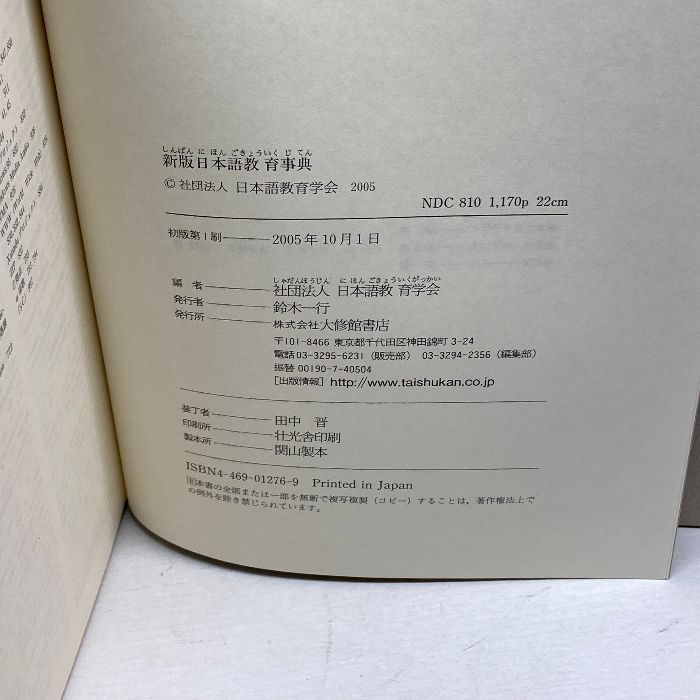 しんぱん に ほん ごきょういく じ てん
新版日本語教育事典
© 社団法人 日本語教育学会 2005
NDC 810 1,170p 22cm
初版第1刷――2005年10月1日
しゃだんほうじん に ほん ごきょういくがっかい
編 者――社団法人 日本語教育学会
発行者――鈴木一行
発行所――株式会社大修館書店
〒101-8466 東京都千代田区神田錦町3-24
電話03-3295-6231(販売部) 03-3294-2356(編集部)
振替 00190-7-40504
[出版情報] http://www.taishukan.co.jp
装丁者――田中 晋
印刷所――壮光舎印刷
製本所――関山製本
ISBN4-469-01276-9 Printed in Japan
Ⓡ本書の全部または一部を無断で複写複製(コピー)することは,著作権法上で
の例外を除き禁じられています。